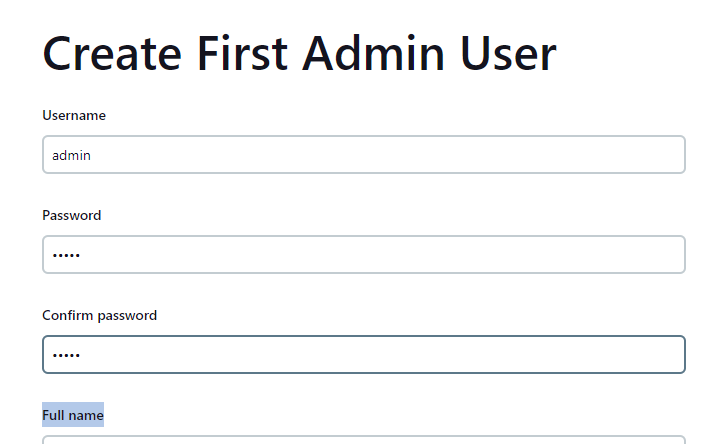 Create First Admin User
Username
admin
Password
•••••
Confirm password
•••••
Full name